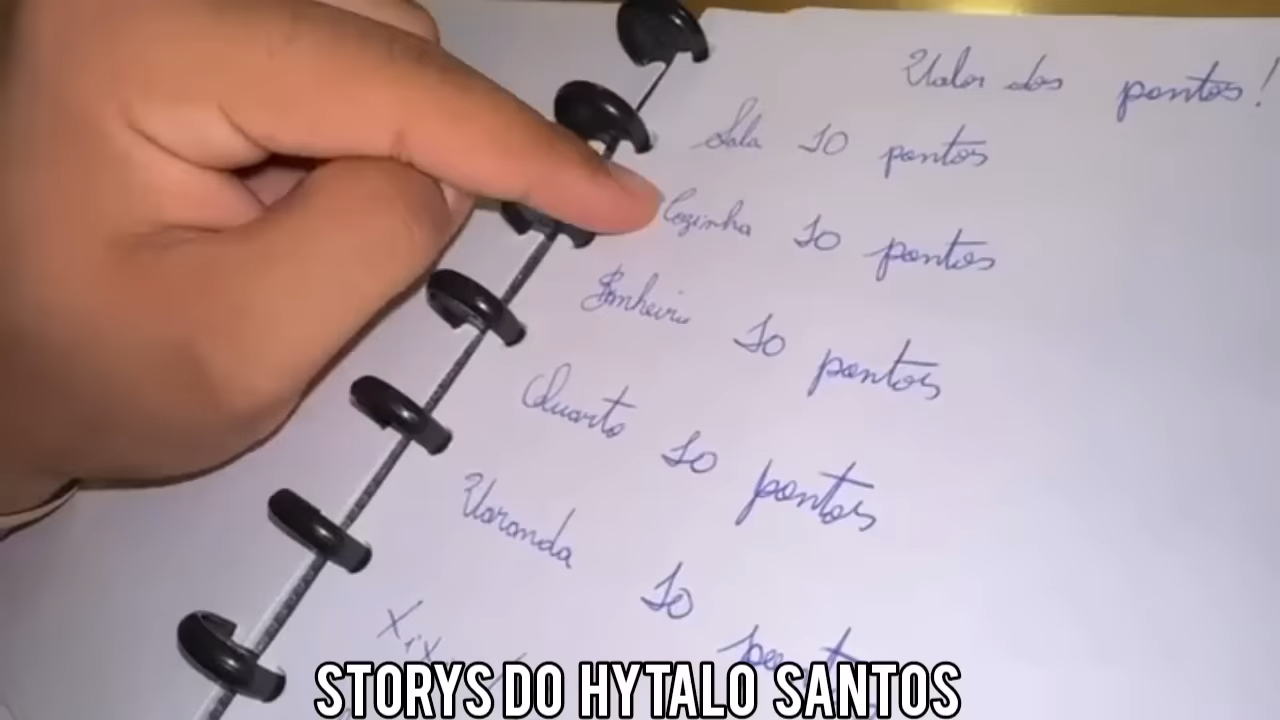 Valor dos pontos!
Sala 10 pontos
Cozinha 10 pontos
Banheiro 10 pontos
Quarto 10 pontos
Varanda 10 pontos
STORYS DO HYTALO SANTOS